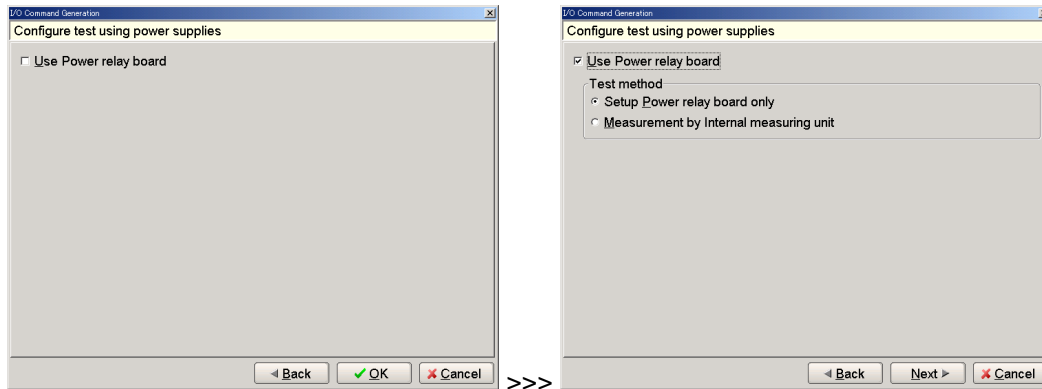 I/O Command Generation
Configure test using power supplies
Use Power relay board
Back OK Cancel
>>>
I/O Command Generation
Configure test using power supplies
Use Power relay board
Test method
Setup Power relay board only
Measurement by Internal measuring unit
Back Next Cancel